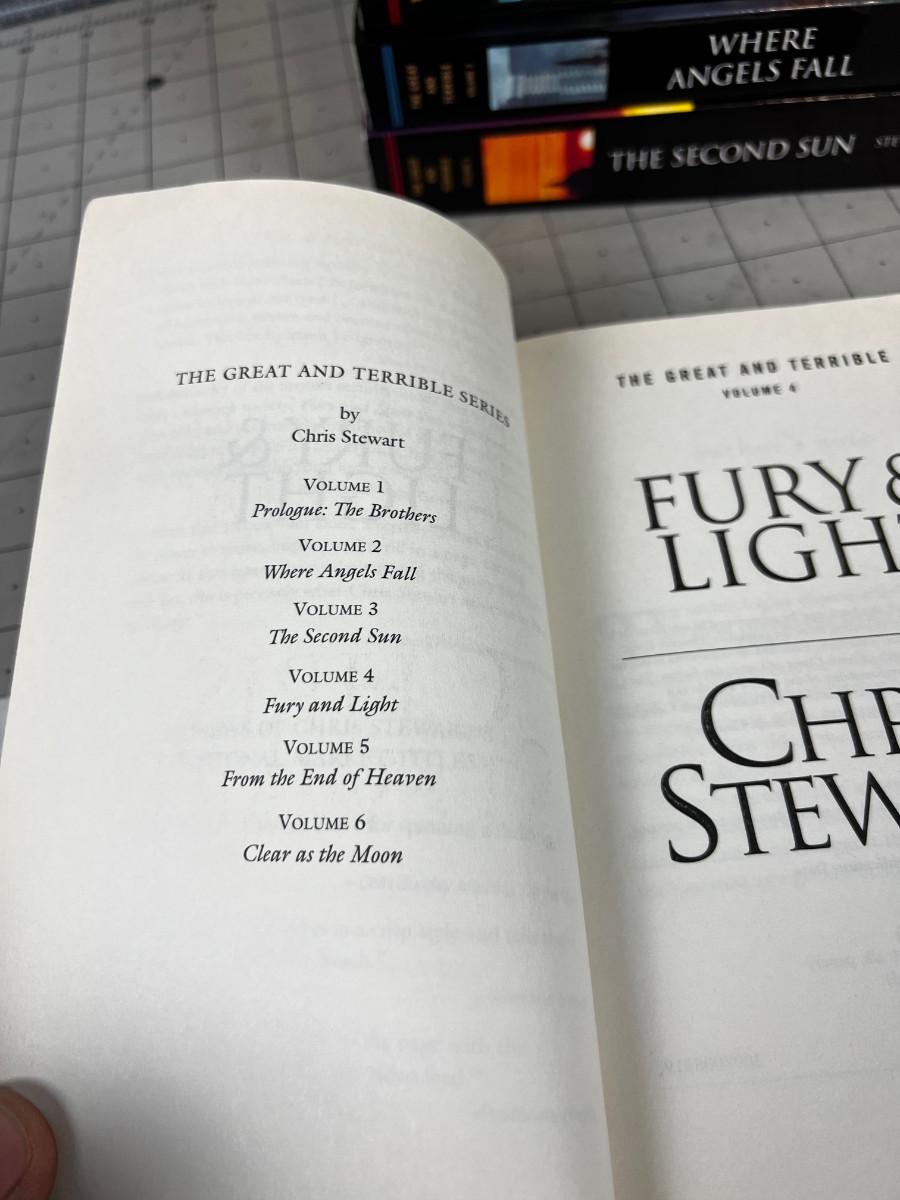 WHERE
ANGELS FALL
THE SECOND SUN
THE GREAT AND TERRIBLE SERIES
by
Chris Stewart
VOLUME 1
Prologue: The Brothers
VOLUME 2
Where Angels Fall
VOLUME 3
The Second Sun
VOLUME 4
Fury and Light
VOLUME 5
From the End of Heaven
VOLUME 6
Clear as the Moon
THE GREAT AND TERRIBLE
VOLUME 4
FURY &
LIGHT
CHR
STEW